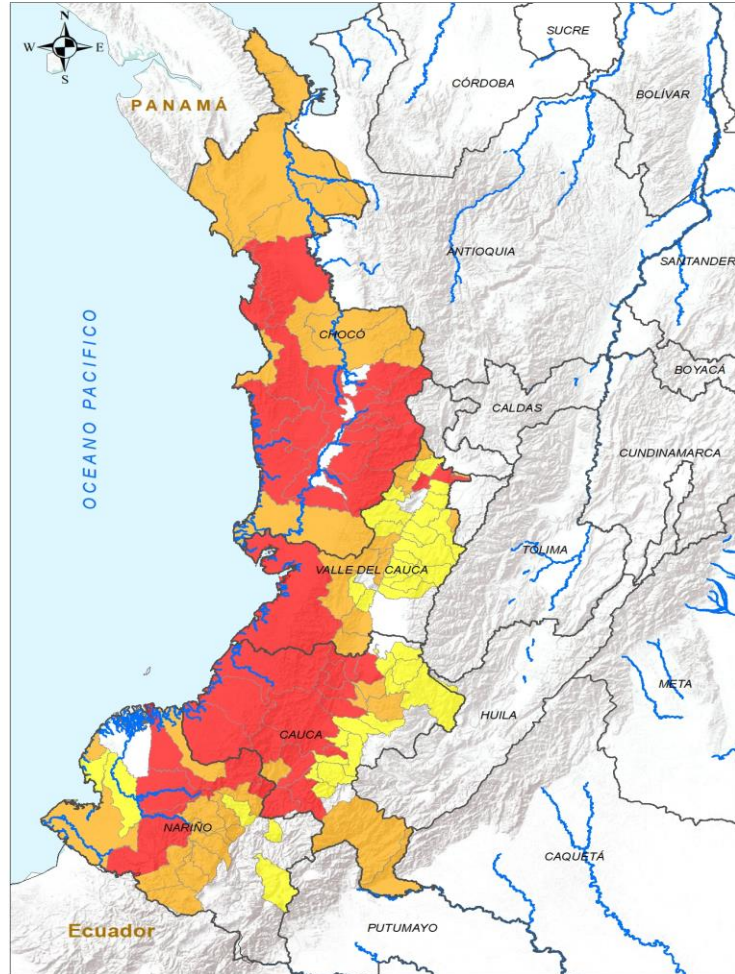 N
W E
S
SUCRE
CÓRDOBA
BOLÍVAR
PANAMÁ
ANTIOQUIA
SANTANDER
OCEANO PACIFICO
CHOCÓ
BOYACÁ
CALDAS
CUNDINAMARCA
TOLIMA
VALLE DEL CAUCA
META
HUILA
CAUCA
NARIÑO
CAQUETÁ
Ecuador
PUTUMAYO